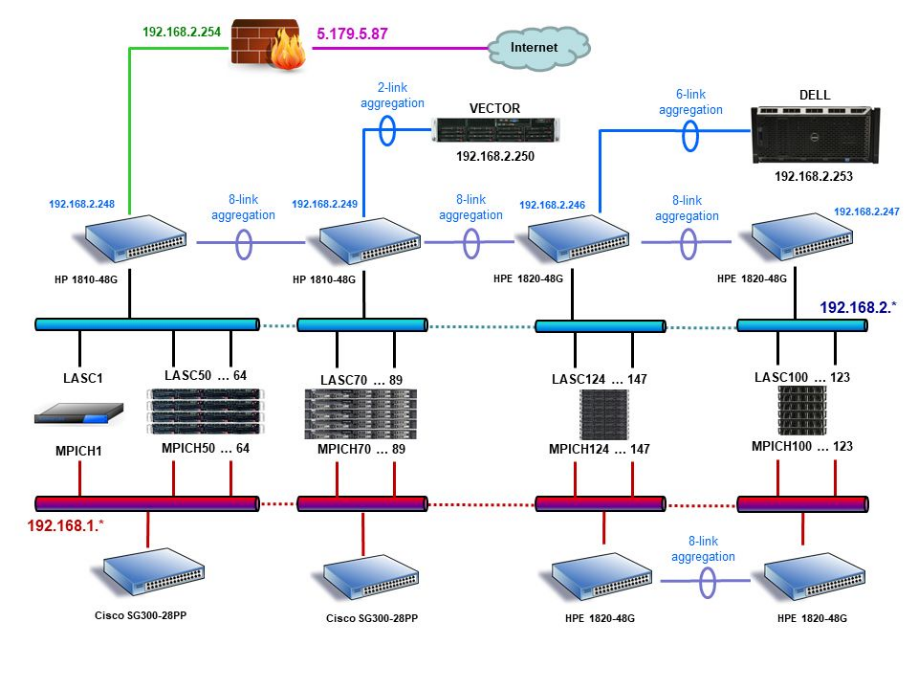 192.168.2.254
5.179.5.87
Internet
2-link
aggregation
VECTOR
192.168.2.250
6-link
aggregation
DELL
192.168.2.253
192.168.2.248
8-link
aggregation
192.168.2.249
8-link
aggregation
192.168.2.246
8-link
aggregation
192.168.2.247
HP 1810-48G
HP 1810-48G
HPE 1820-48G
HPE 1820-48G
192.168.2.*
LASC1
LASC50 ... 64
LASC70 ... 89
LASC124 ... 147
LASC100 ... 123
MPICH1
MPICH50 ... 64
MPICH70 ... 89
MPICH124 ... 147
MPICH100 ... 123
192.168.1.*
8-link
aggregation
Cisco SG300-28PP
Cisco SG300-28PP
HPE 1820-48G
HPE 1820-48G